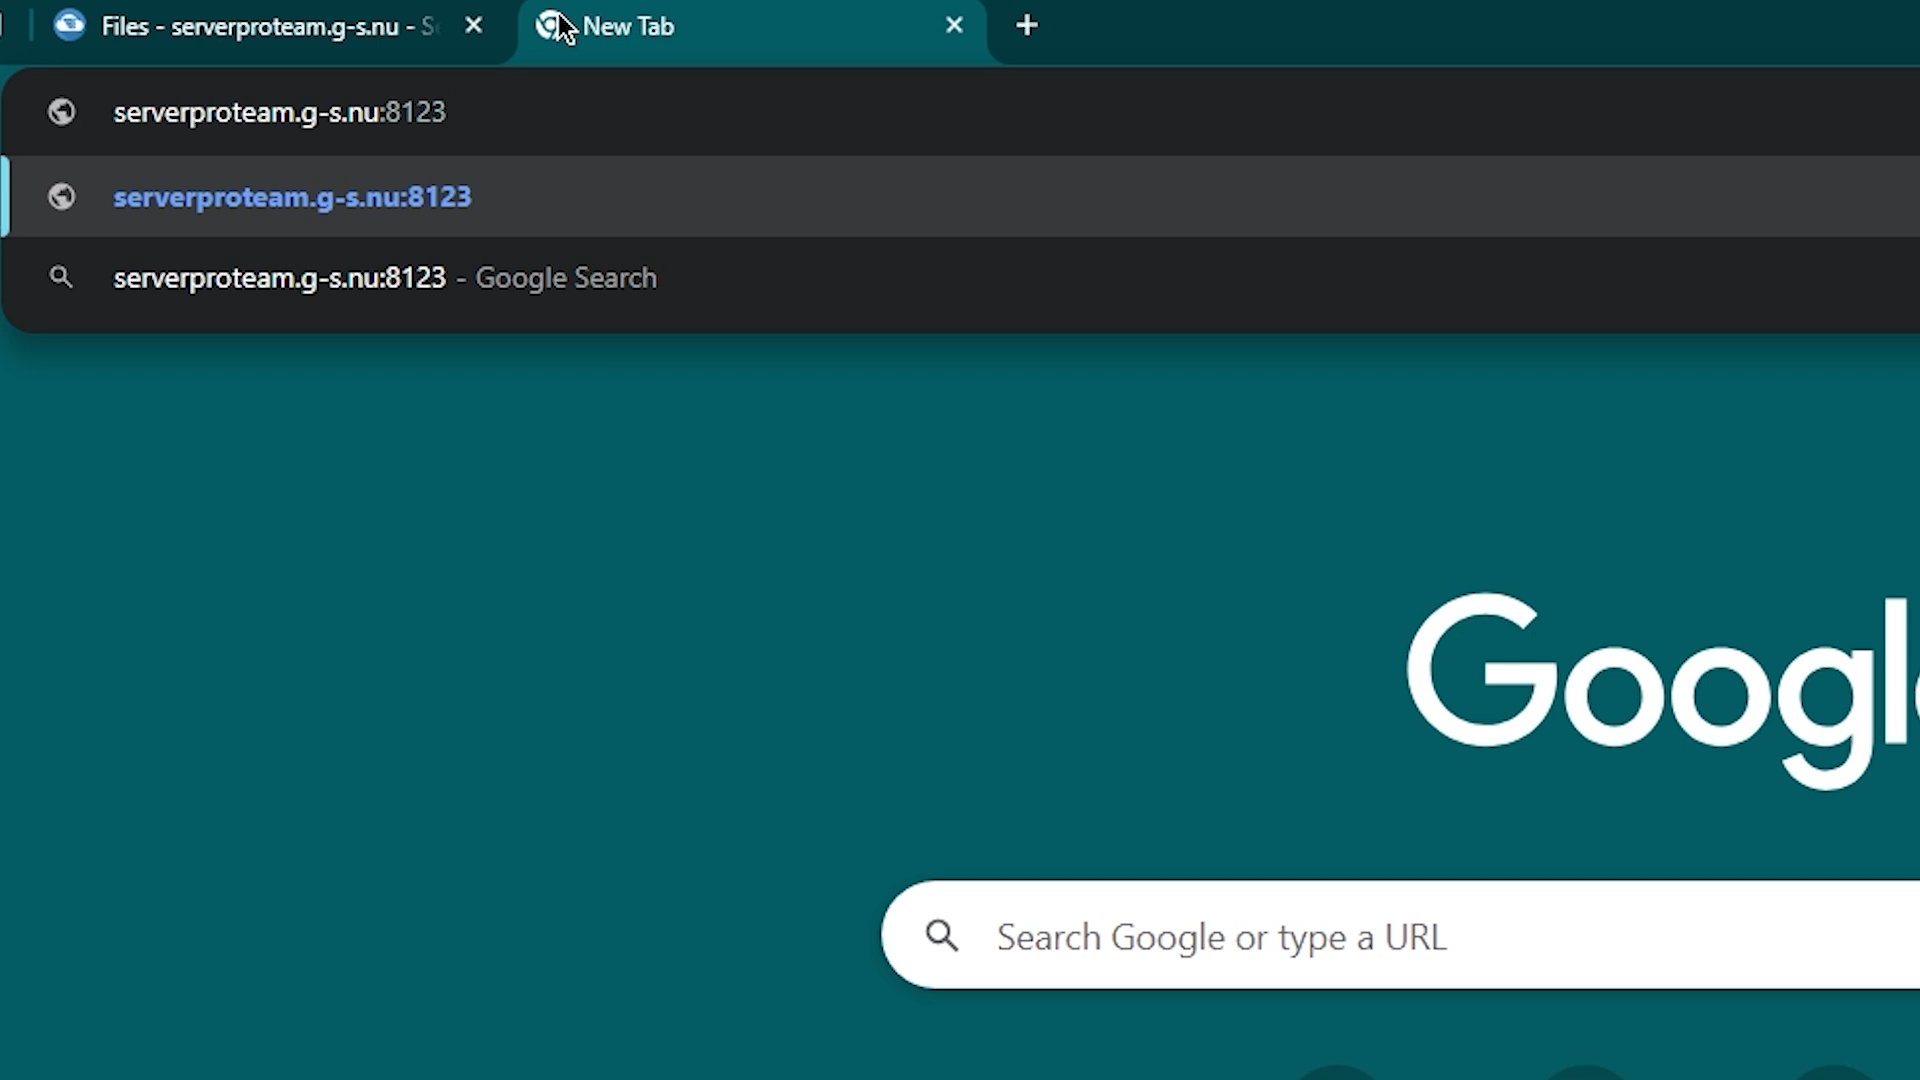 Files - serverproteam.g-s.nu - S
New Tab
serverproteam.g-s.nu:8123
serverproteam.g-s.nu:8123
serverproteam.g-s.nu:8123 - Google Search
Googl
Search Google or type a URL